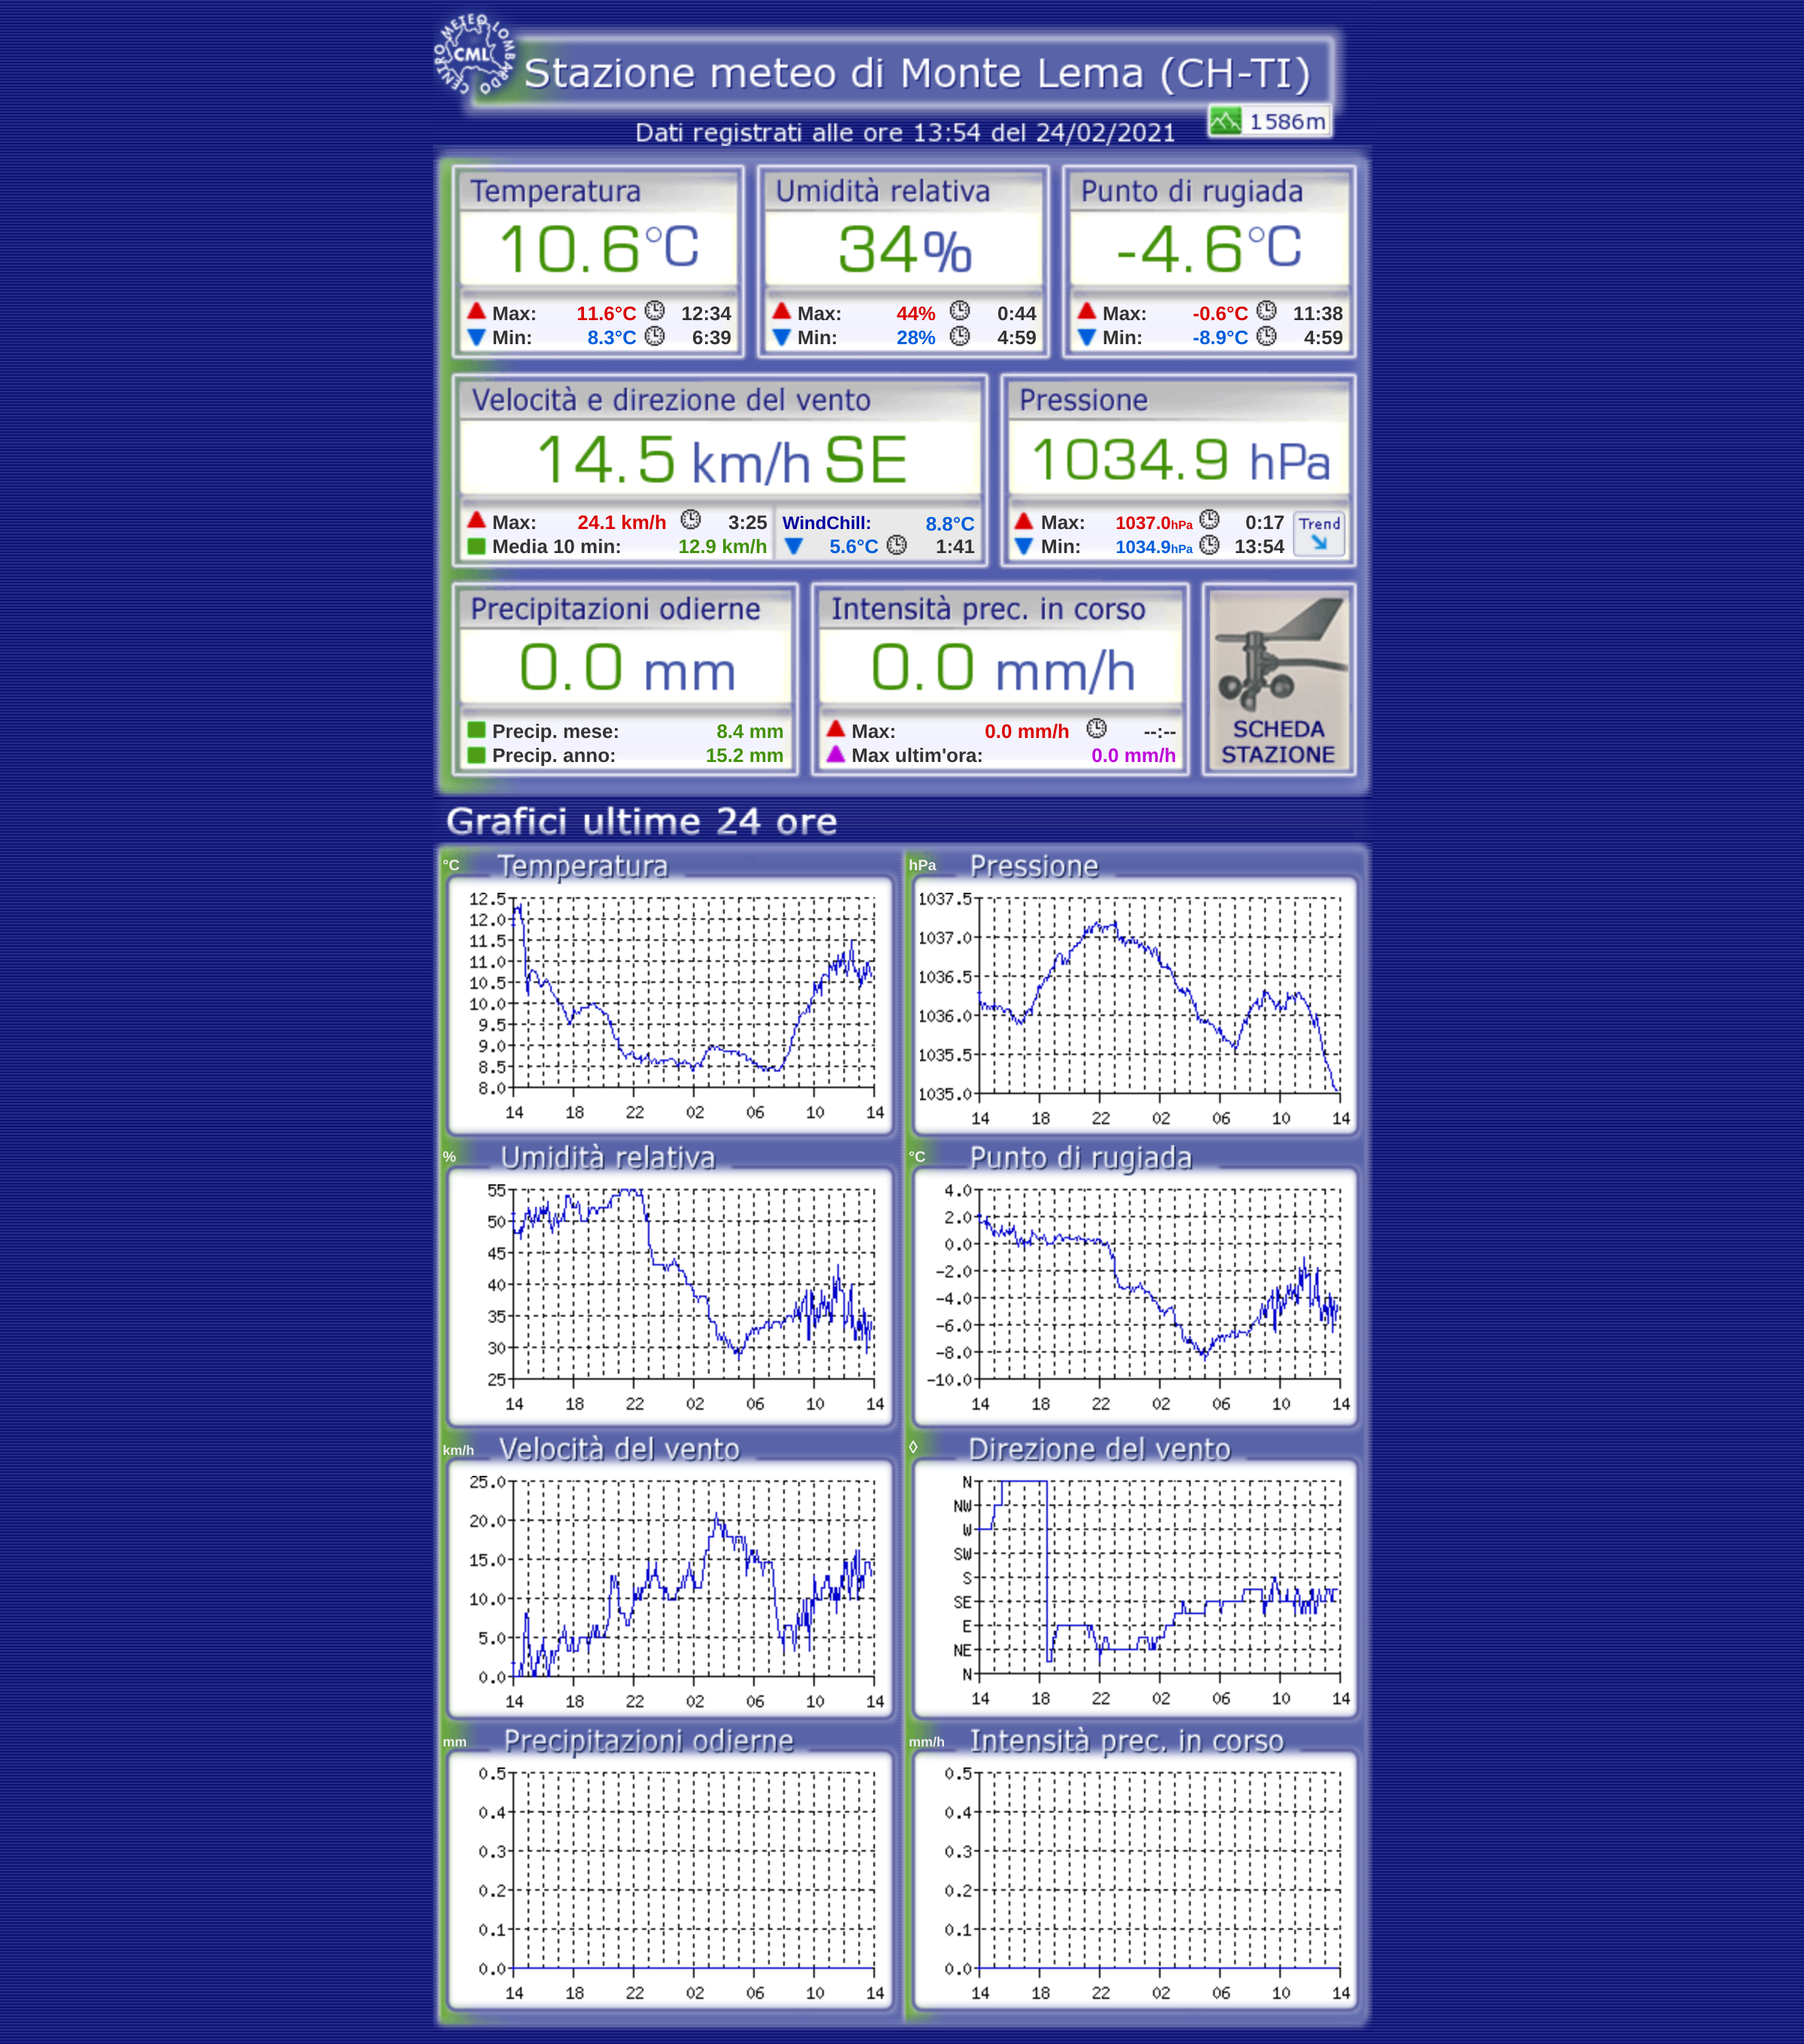 CENTRO METEO LOMBARDO
CML
Stazione meteo di Monte Lema (CH-TI)
1586m
Dati registrati alle ore 13:54 del 24/02/2021
Temperatura
10.6°C
Max: 11.6°C 12:34
Min: 8.3°C 6:39
Umidità relativa
34%
Max: 44% 0:44
Min: 28% 4:59
Punto di rugiada
-4.6°C
Max: -0.6°C 11:38
Min: -8.9°C 4:59
Velocità e direzione del vento
14.5 km/h SE
Max: 24.1 km/h 3:25
Media 10 min: 12.9 km/h
WindChill: 8.8°C
5.6°C 1:41
Pressione
1034.9 hPa
Max: 1037.0hPa 0:17
Min: 1034.9hPa 13:54
Trend
Precipitazioni odierne
0.0 mm
Precip. mese: 8.4 mm
Precip. anno: 15.2 mm
Intensità prec. in corso
0.0 mm/h
Max: 0.0 mm/h --:--
Max ultim'ora: 0.0 mm/h
SCHEDA
STAZIONE
Grafici ultime 24 ore
°C Temperatura
12.5
12.0
11.5
11.0
10.5
10.0
9.5
9.0
8.5
8.0
14 18 22 02 06 10 14
hPa Pressione
1037.5
1037.0
1036.5
1036.0
1035.5
1035.0
14 18 22 02 06 10 14
% Umidità relativa
55
50
45
40
35
30
25
14 18 22 02 06 10 14
°C Punto di rugiada
4.0
2.0
0.0
-2.0
-4.0
-6.0
-8.0
-10.0
14 18 22 02 06 10 14
km/h Velocità del vento
25.0
20.0
15.0
10.0
5.0
0.0
14 18 22 02 06 10 14
◊ Direzione del vento
N
NW
W
SW
S
SE
E
NE
N
14 18 22 02 06 10 14
mm Precipitazioni odierne
0.5
0.4
0.3
0.2
0.1
0.0
14 18 22 02 06 10 14
mm/h Intensità prec. in corso
0.5
0.4
0.3
0.2
0.1
0.0
14 18 22 02 06 10 14